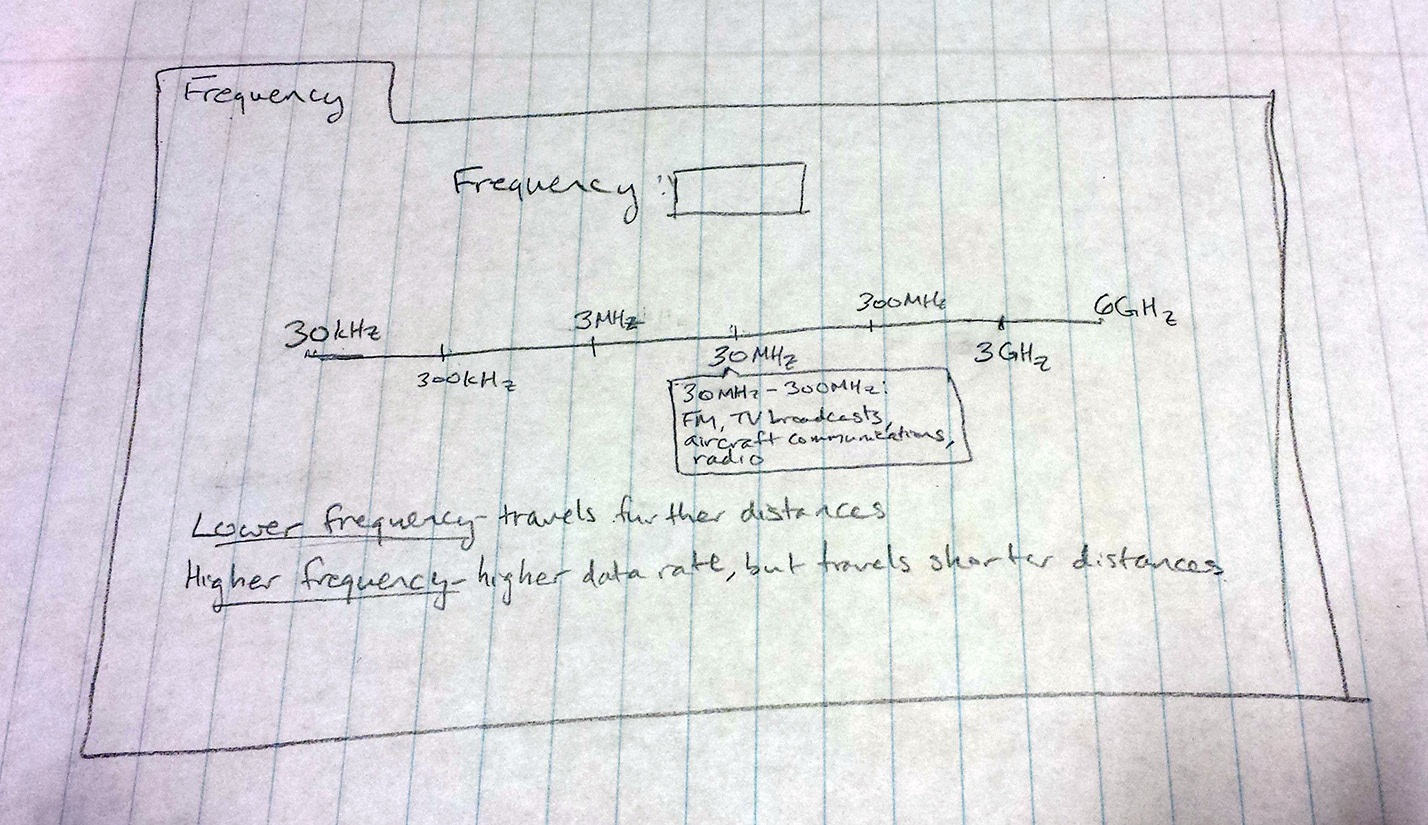 Frequency
Frequency:
30kHz
300kHz
3MHz
30MHz
300MHz
3GHz
6GHz
30MHz-300MHz:
FM, TV broadcasts,
aircraft communications,
radio
Lower frequency-travels further distances
Higher frequency-higher data rate, but travels shorter distances